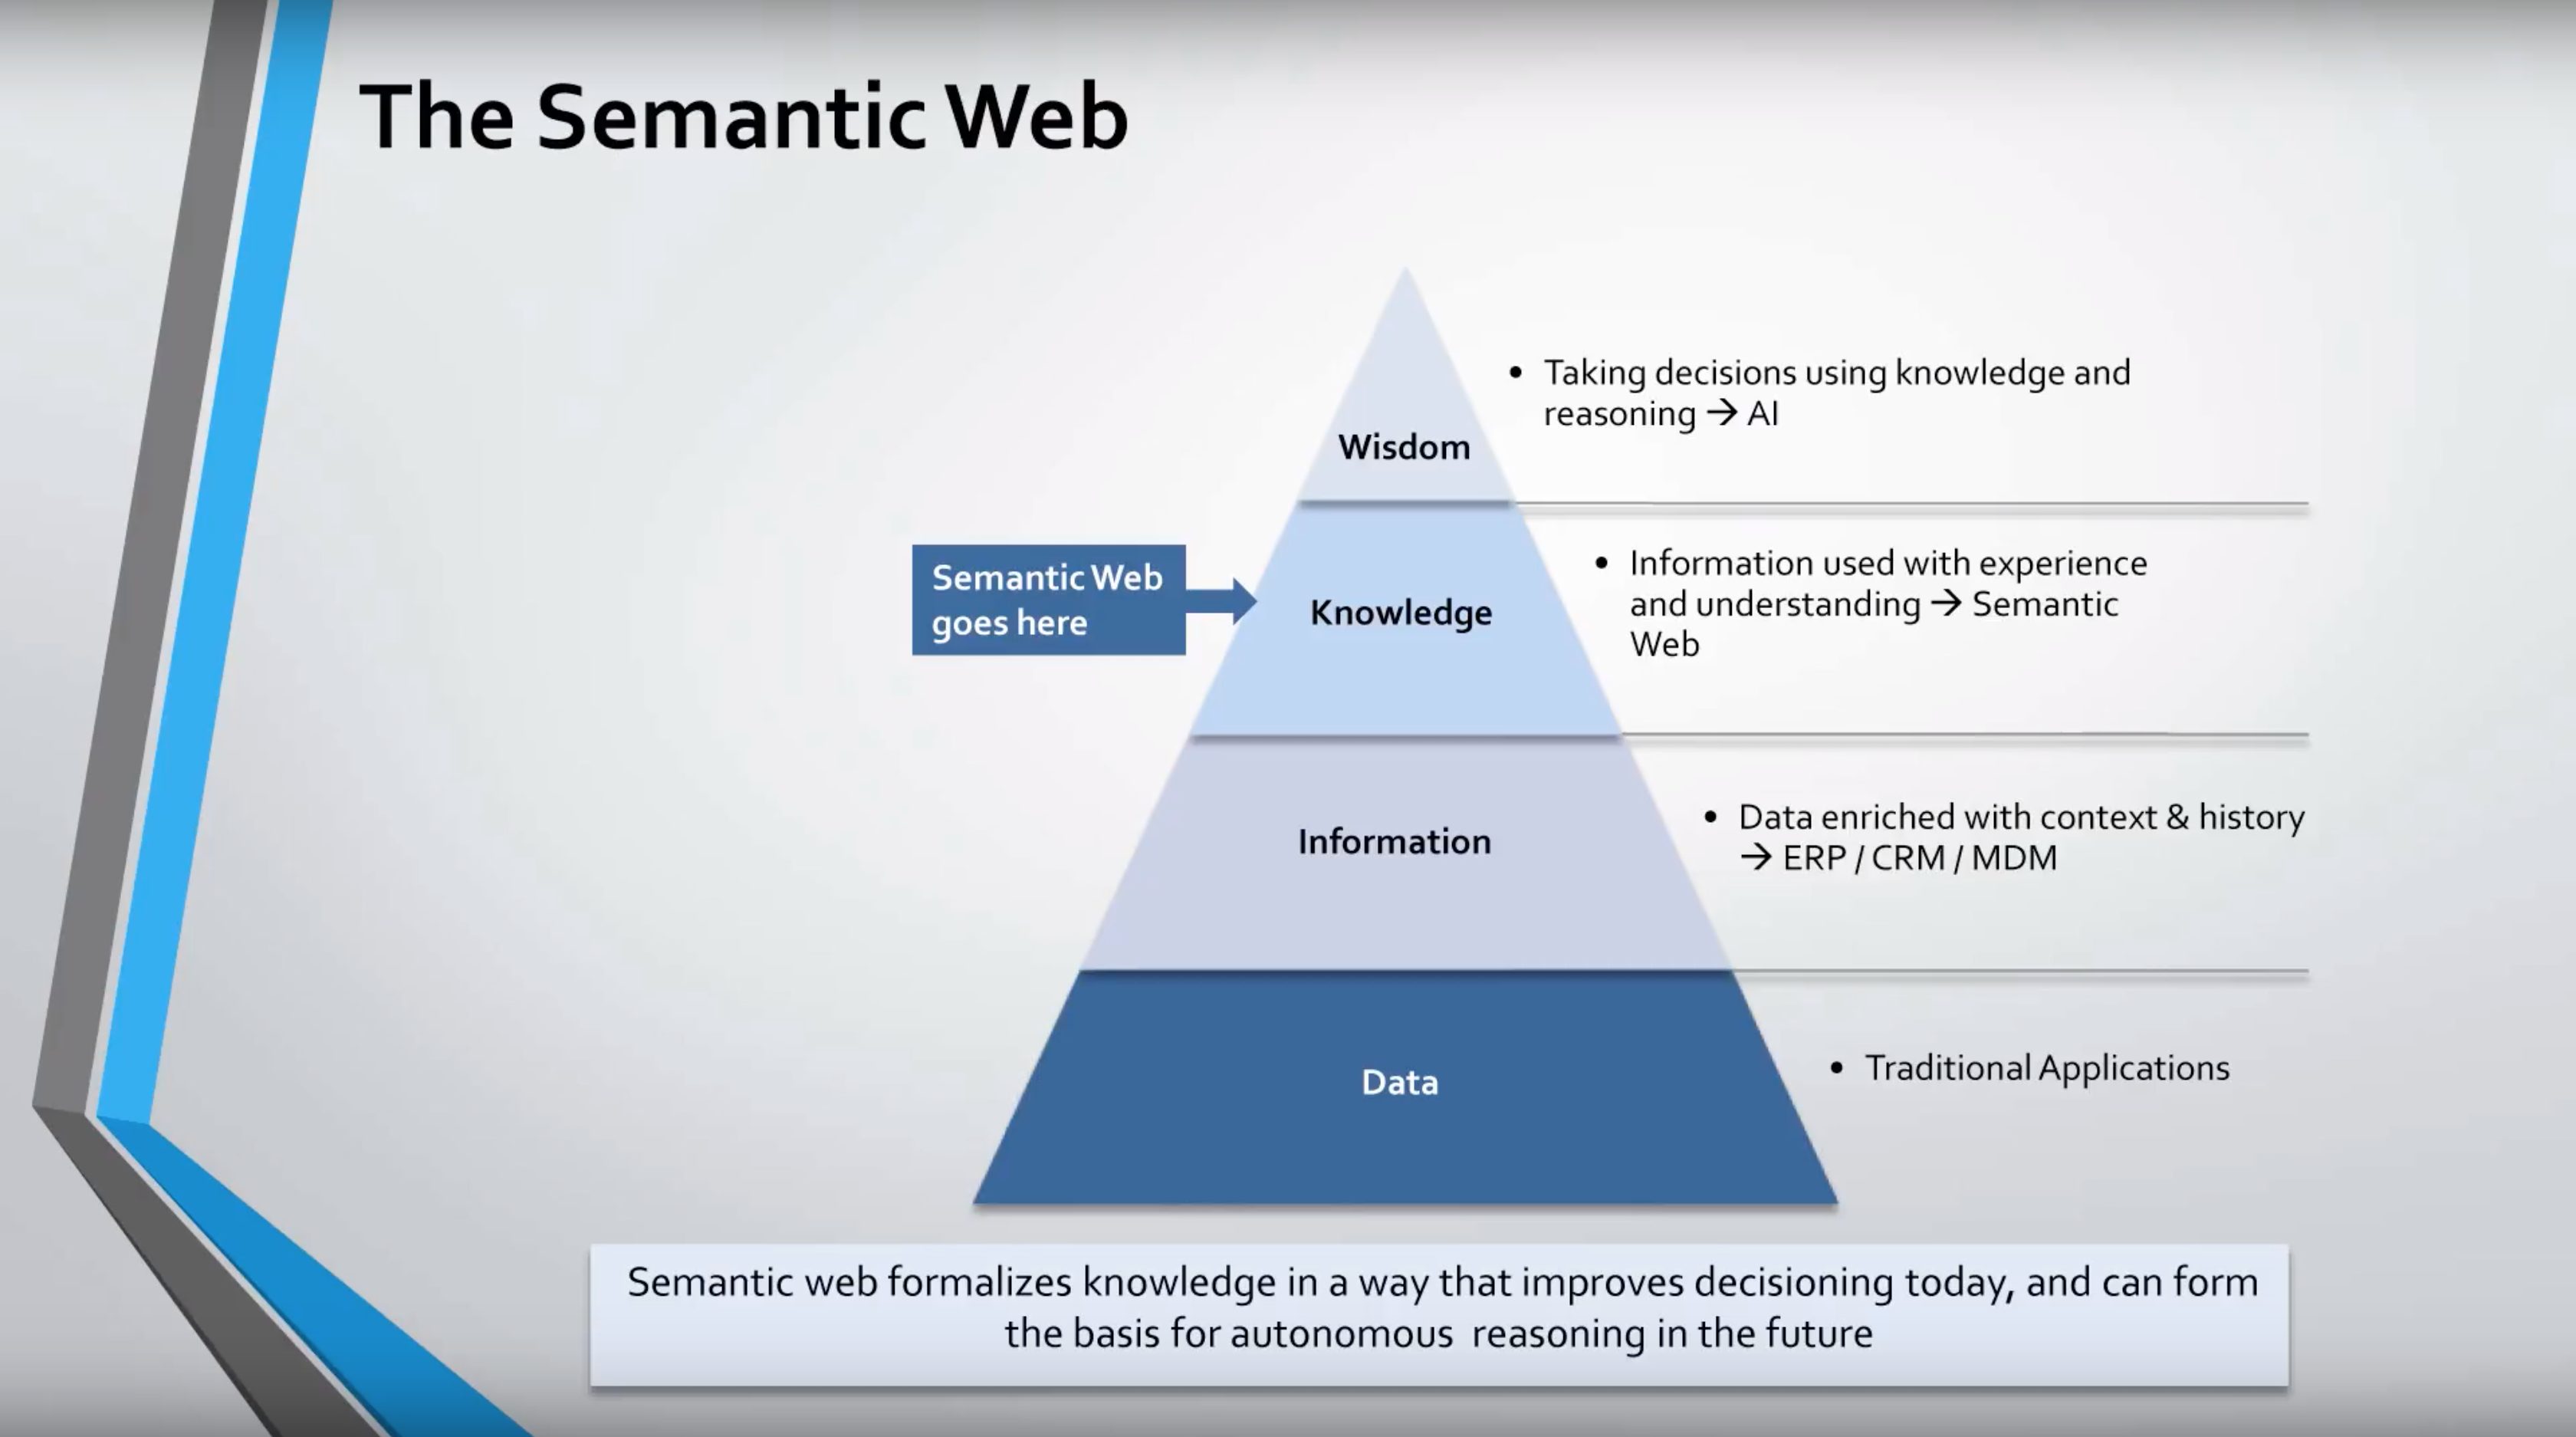 The Semantic Web
• Taking decisions using knowledge and
reasoning → AI
Wisdom
Semantic Web
goes here
Knowledge
• Information used with experience
and understanding → Semantic
Web
Information
• Data enriched with context & history
→ ERP / CRM / MDM
Data
• Traditional Applications
Semantic web formalizes knowledge in a way that improves decisioning today, and can form
the basis for autonomous reasoning in the future